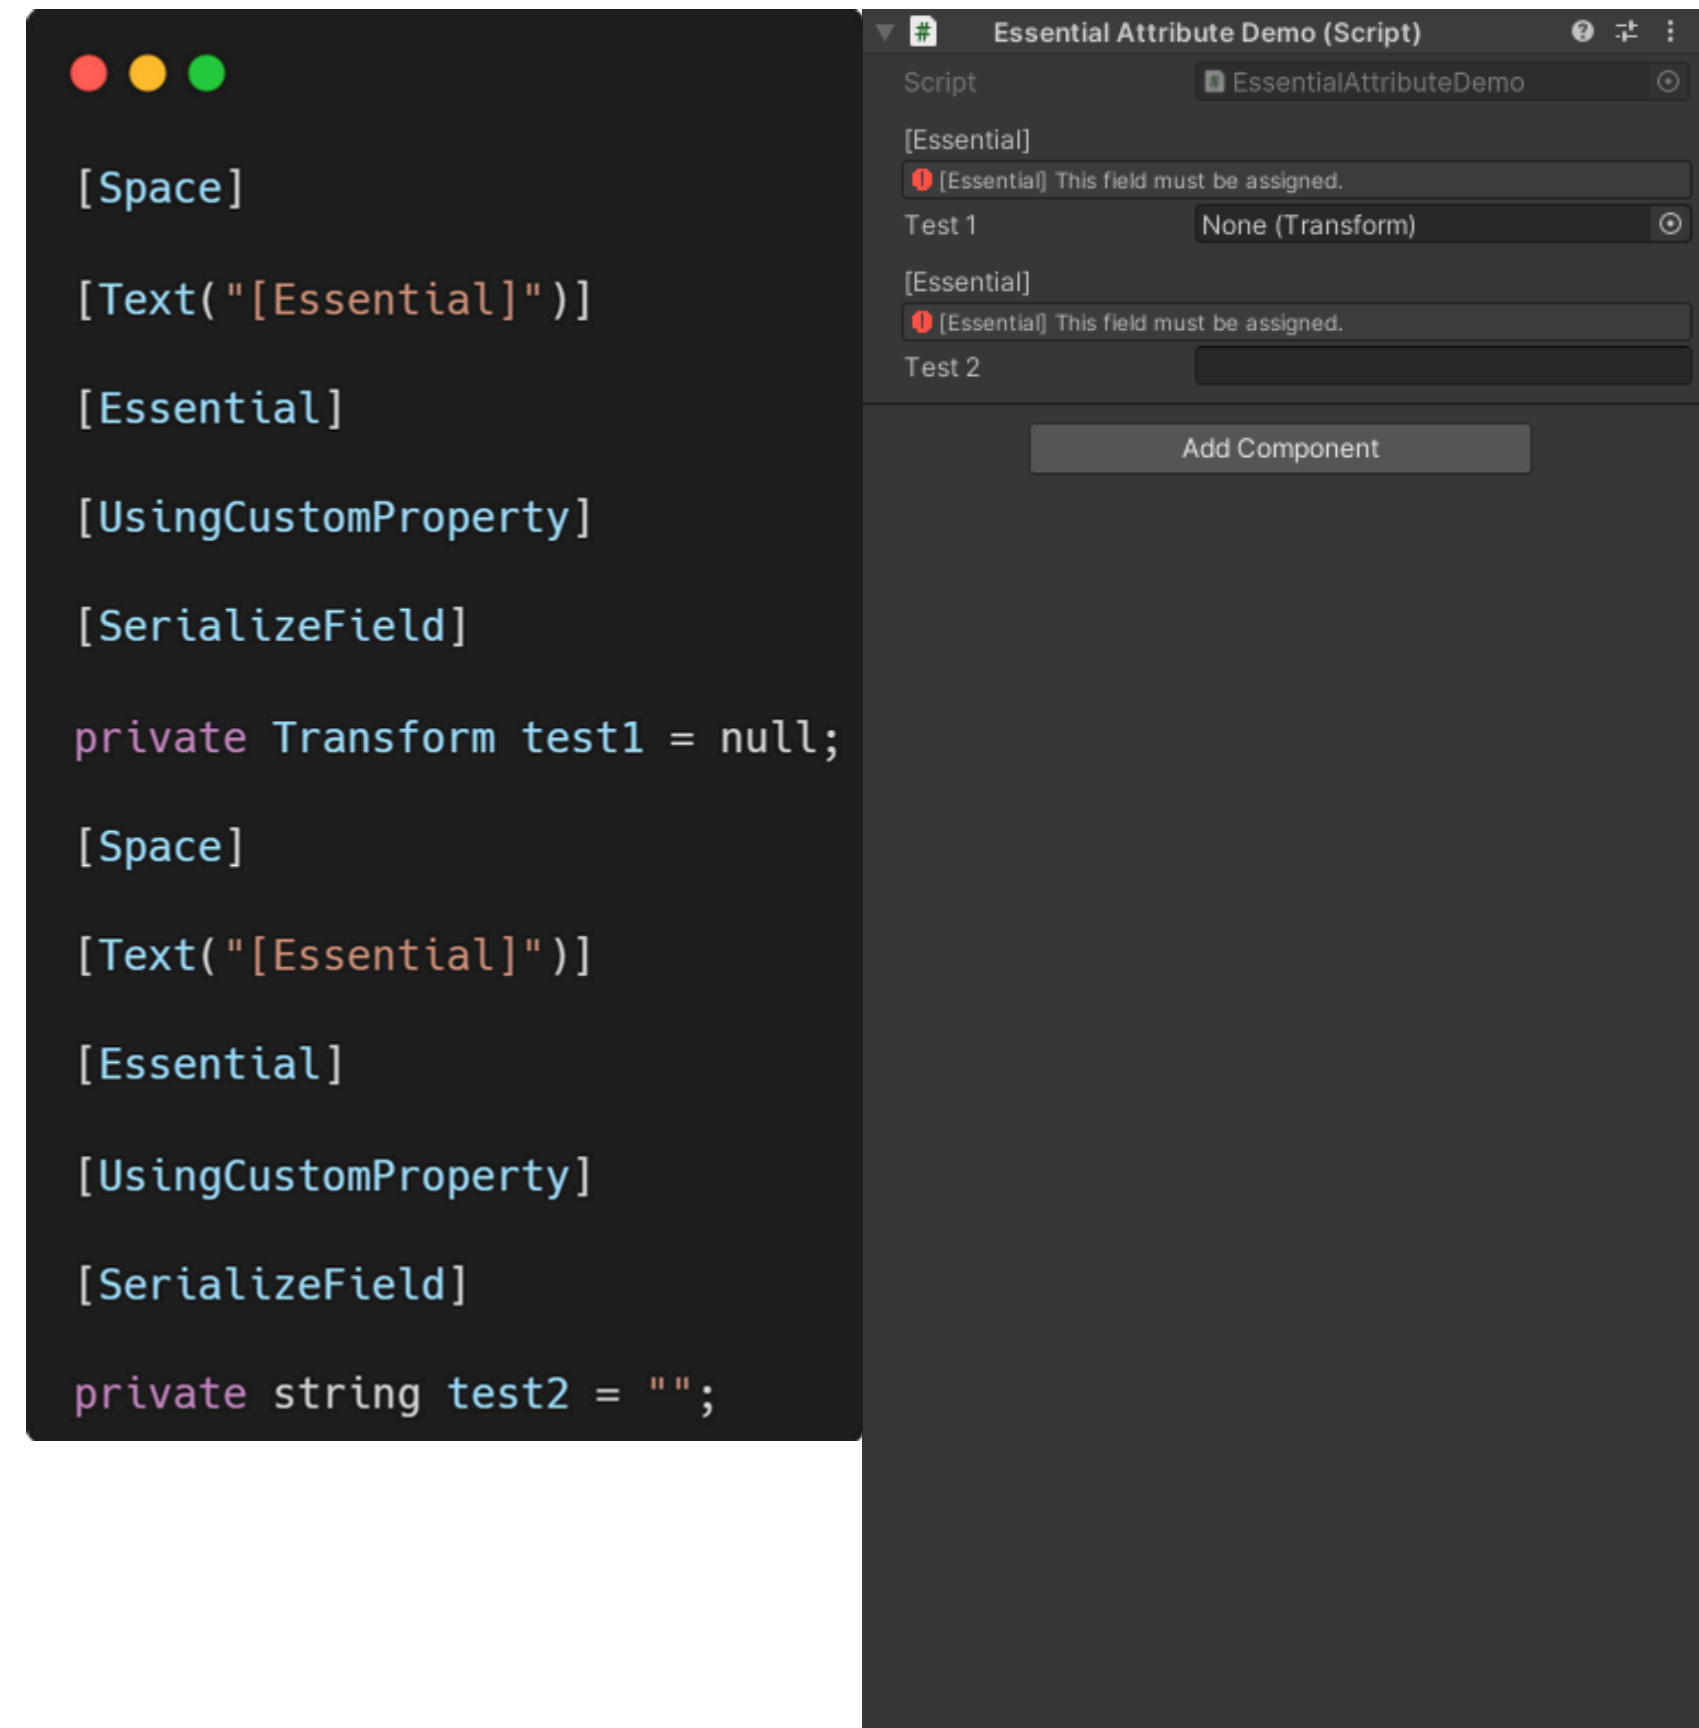 [Space]
[Text("[Essential]")]
[Essential]
[UsingCustomProperty]
[SerializeField]
private Transform test1 = null;
[Space]
[Text("[Essential]")]
[Essential]
[UsingCustomProperty]
[SerializeField]
private string test2 = "";
# Essential Attribute Demo (Script)
Script # EssentialAttributeDemo
[Essential]
[Essential] This field must be assigned.
Test 1 None (Transform)
[Essential]
[Essential] This field must be assigned.
Test 2
Add Component